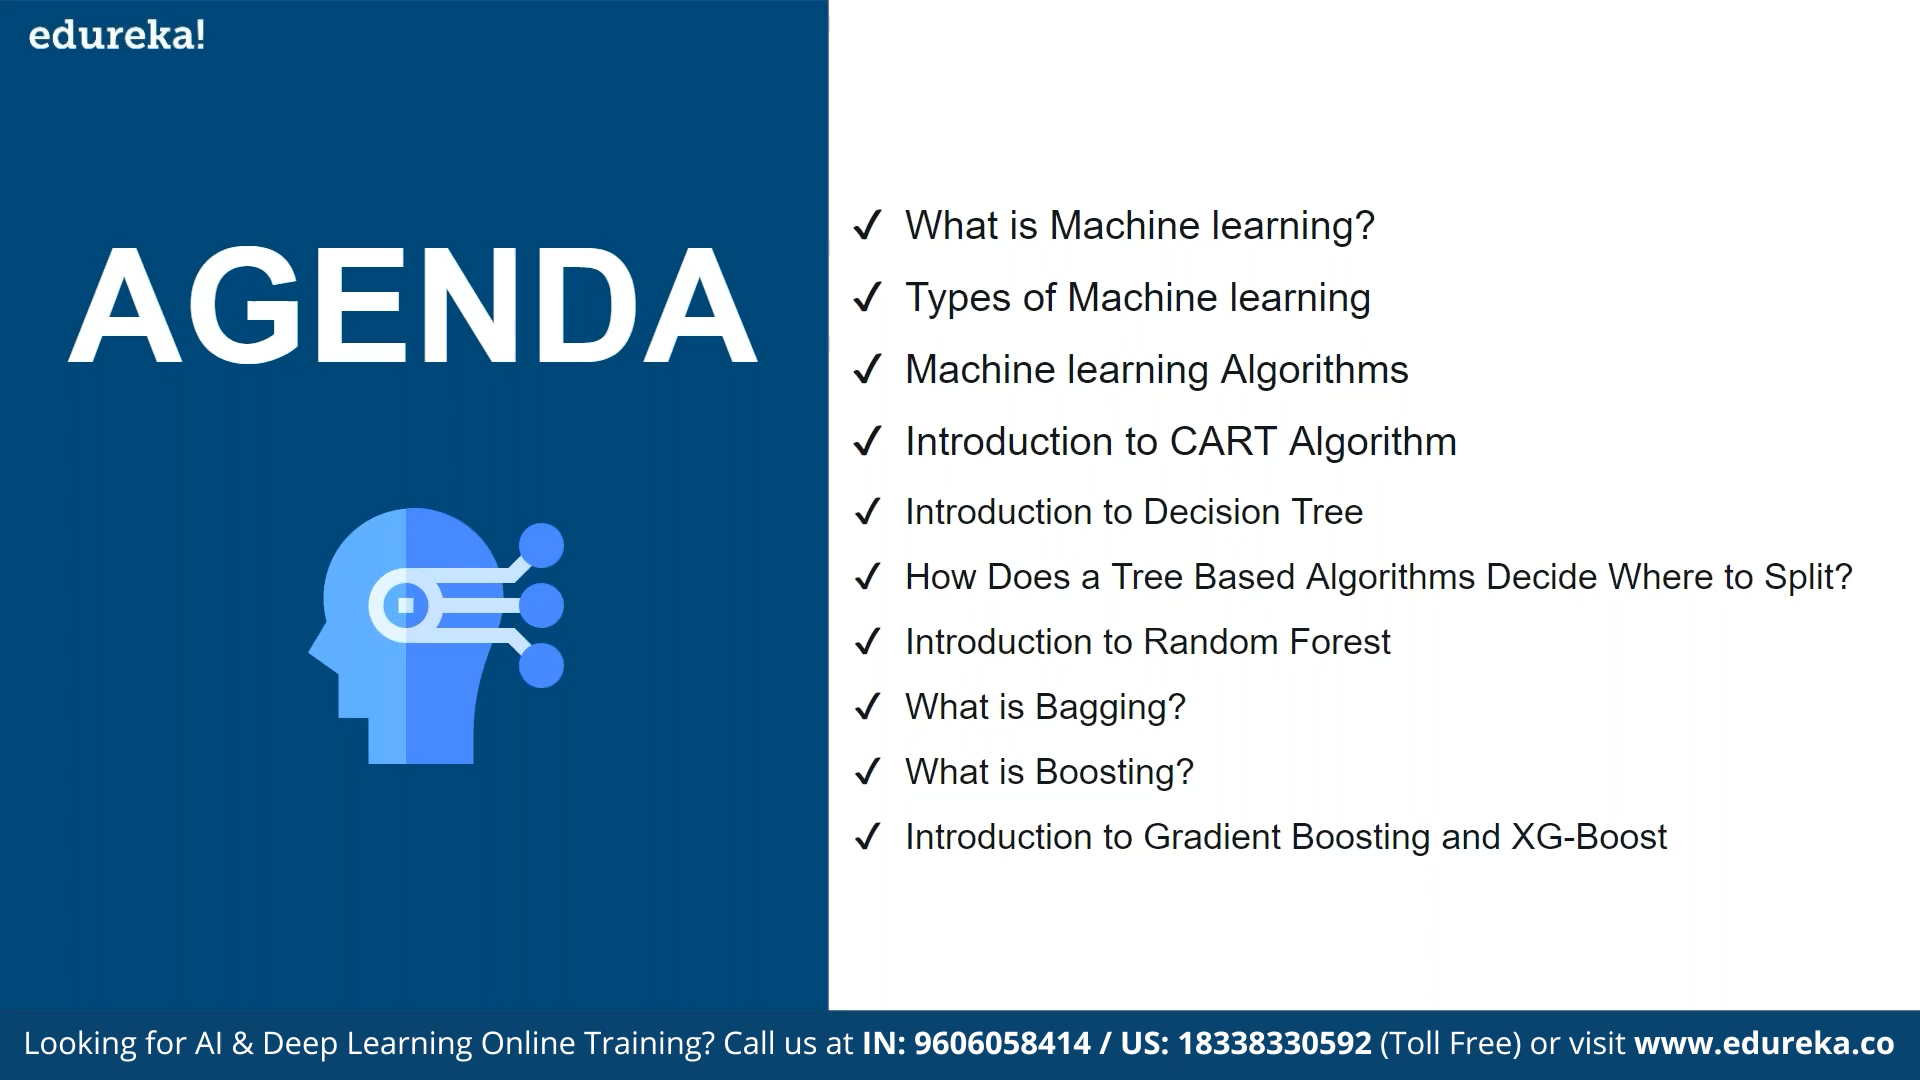 edureka!
AGENDA
✓ What is Machine learning?
✓ Types of Machine learning
✓ Machine learning Algorithms
✓ Introduction to CART Algorithm
✓ Introduction to Decision Tree
✓ How Does a Tree Based Algorithms Decide Where to Split?
✓ Introduction to Random Forest
✓ What is Bagging?
✓ What is Boosting?
✓ Introduction to Gradient Boosting and XG-Boost
Looking for AI & Deep Learning Online Training? Call us at IN: 9606058414 / US: 18338330592 (Toll Free) or visit www.edureka.co